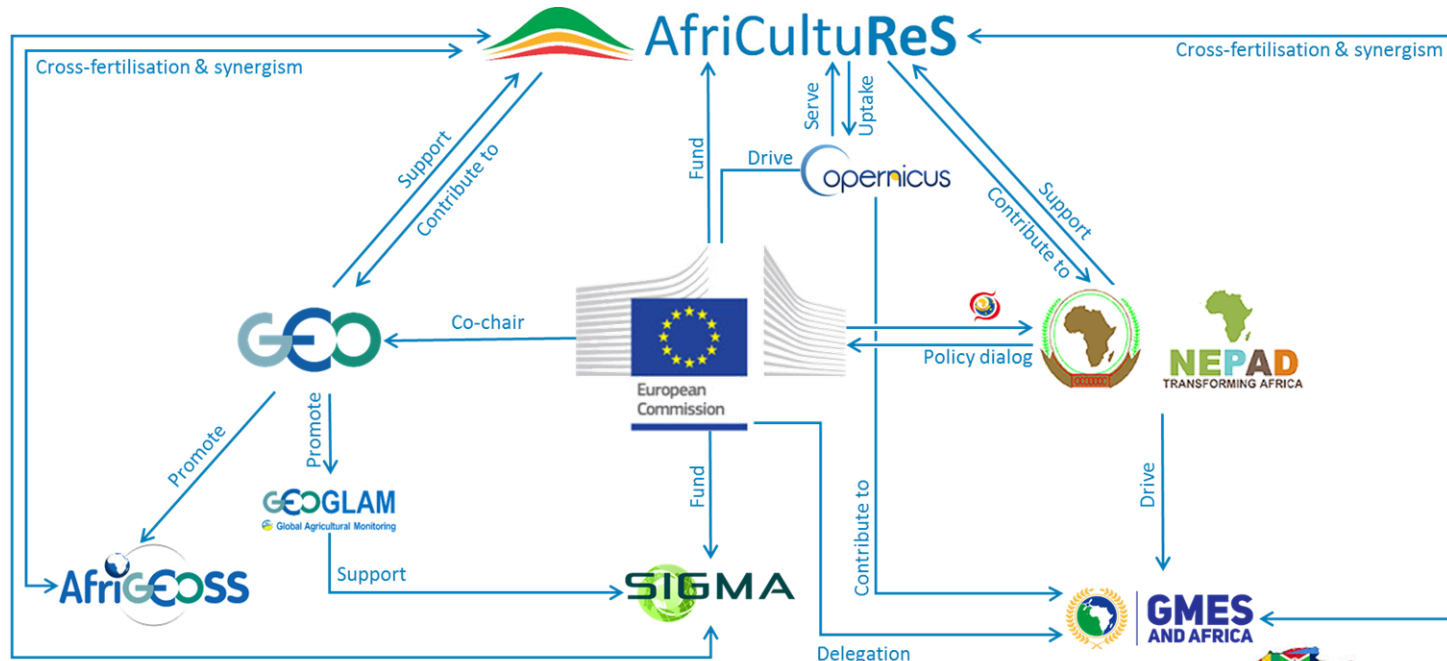 AfriCultuReS
Cross-fertilisation & synergism
Cross-fertilisation & synergism
Support
Contribute to
Fund
Serve
Uptake
Drive
Copernicus
Contribute to
Support
GEO
Co-chair
European
Commission
Policy dialog
NEPAD
TRANSFORMING AFRICA
Promote
Promote
GEOGLAM
Global Agricultural Monitoring
Fund
Contribute to
Drive
AfriGEOSS
Support
SIGMA
GMES
AND AFRICA
Delegation